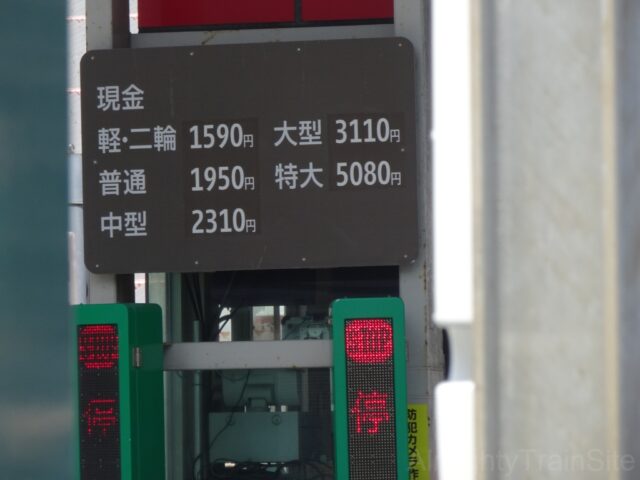 現金
軽・二輪 1590円 大型 3110円
普通 1950円 特大 5080円
中型 2310円
停
停
防犯カメラ作
AlmightyTrainSite